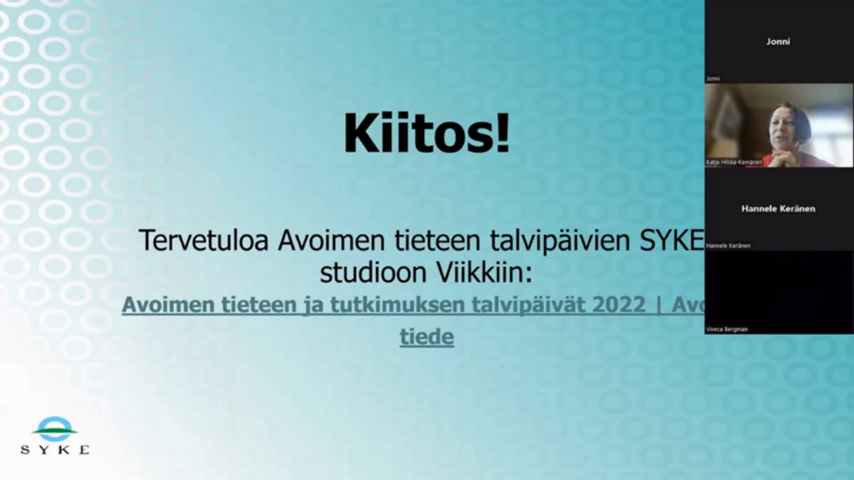 Kiitos!
Tervetuloa Avoimen tieteen talvipäivien SYKE
studioon Viikkiin:
Avoimen tieteen ja tutkimuksen talvipäivät 2022 | Avo
tiede
SYKE
Jonni
Jonni
Katja Hilska-Keinänen
Hannele Keränen
Hannele Keränen
Viveca Bergman